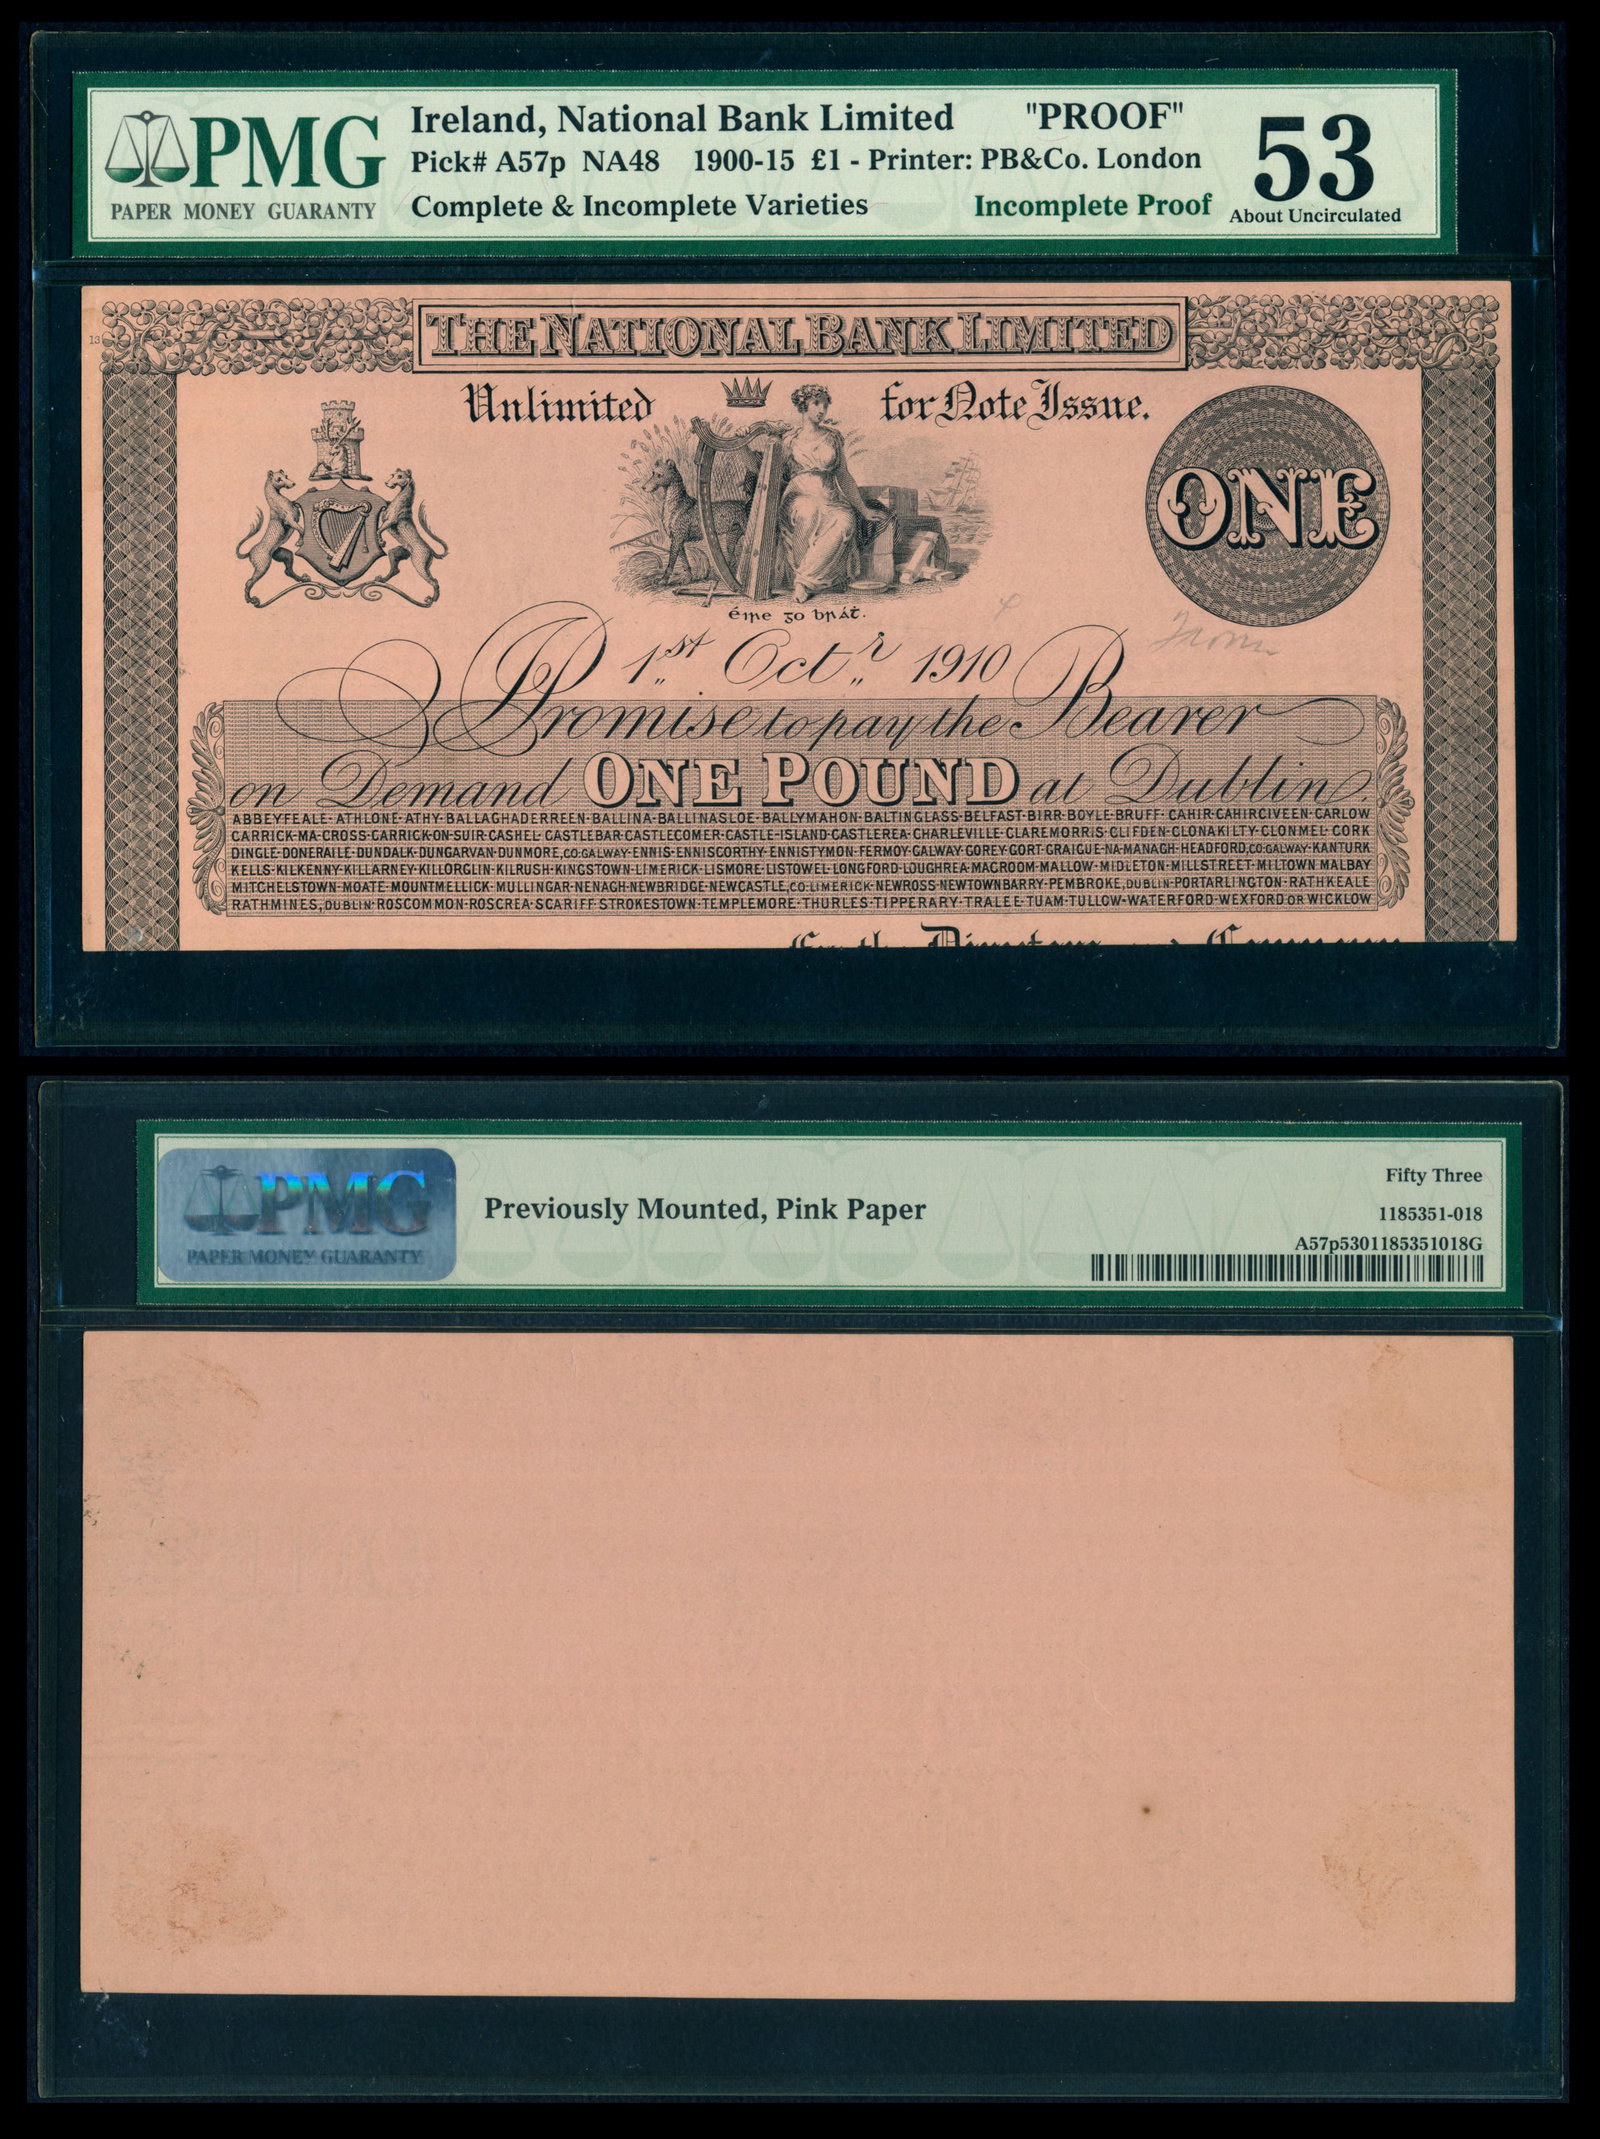 PMG
PAPER MONEY GUARANTY
Ireland, National Bank Limited "PROOF"
Pick# A57p NA48 1900-15 £1 - Printer: PB&Co. London
Complete & Incomplete Varieties Incomplete Proof
53
About Uncirculated
13
THE NATIONAL BANK LIMITED
Unlimited for Note Issue.
ONE
éire go bráṫ.
1st Octr 1910
Promise to pay the Bearer
on Demand ONE POUND at Dublin.
ABBEYFEALE·ATHLONE·ATHY·BALLAGHADERREEN·BALLINA·BALLINASLOE·BALLYMAHON·BALTINGLASS·BELFAST·BIRR·BOYLE·BRUFF·CAHIR·CAHIRCIVEEN·CARLOW
CARRICK-MA-CROSS·CARRICK-ON-SUIR·CASHEL·CASTLEBAR·CASTLECOMER·CASTLE-ISLAND·CASTLEREA·CHARLEVILLE·CLAREMORRIS·CLIFDEN·CLONAKILTY·CLONMEL·CORK
DINGLE·DONERAILE·DUNDALK·DUNGARVAN·DUNMORE, CO·GALWAY·ENNIS·ENNISCORTHY·ENNISTYMON·FERMOY·GALWAY·GOREY·GORT·GRAIGUE-NA-MANAGH·HEADFORD, CO·GALWAY·KANTURK
KELLS·KILKENNY·KILLARNEY·KILLORGLIN·KILRUSH·KINGSTOWN·LIMERICK·LISMORE·LISTOWEL·LONGFORD·LOUGHREA·MACROOM·MALLOW·MIDLETON·MILLSTREET·MILTOWN MALBAY
MITCHELSTOWN·MOATE·MOUNTMELLICK·MULLINGAR·NENAGH·NEWBRIDGE·NEWCASTLE, CO·LIMERICK·NEWROSS·NEWTOWNBARRY·PEMBROKE, DUBLIN·PORTARLINGTON·RATHKEALE
RATHMINES, DUBLIN·ROSCOMMON·ROSCREA·SCARIFF·STROKESTOWN·TEMPLEMORE·THURLES·TIPPERARY·TRALEE·TUAM·TULLOW·WATERFORD·WEXFORD OR WICKLOW
PMG
PAPER MONEY GUARANTY
Previously Mounted, Pink Paper
Fifty Three
1185351-018
A57p5301185351018G